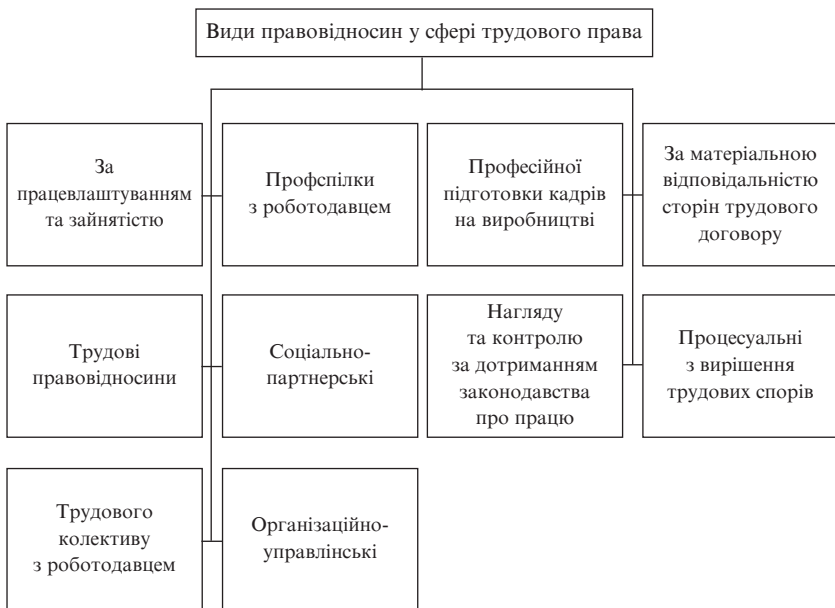 Види правовідносин у сфері трудового права
За
працевлаштуванням
та зайнятістю
Профспілки
з роботодавцем
Професійної
підготовки кадрів
на виробництві
За матеріальною
відповідальністю
сторін трудового
договору
Трудові
правовідносини
Соціально-
партнерські
Нагляду
та контролю
за дотриманням
законодавства
про працю
Процесуальні
з вирішення
трудових спорів
Трудового
колективу
з роботодавцем
Організаційно-
управлінські